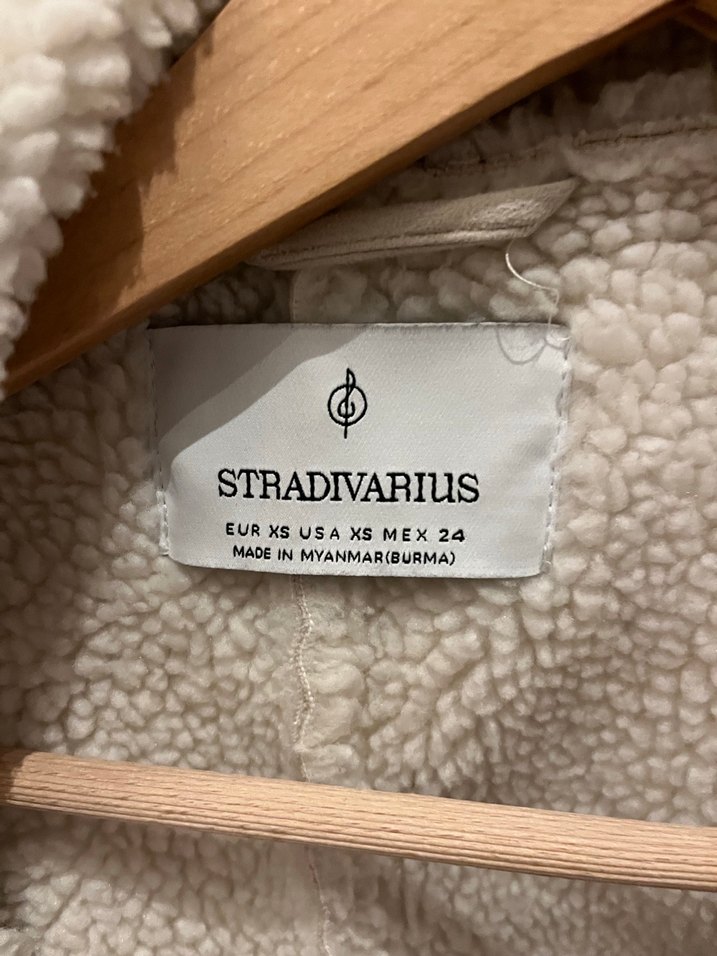 STRADIVARIUS
EUR XS USA XS MEX 24
MADE IN MYANMAR(BURMA)